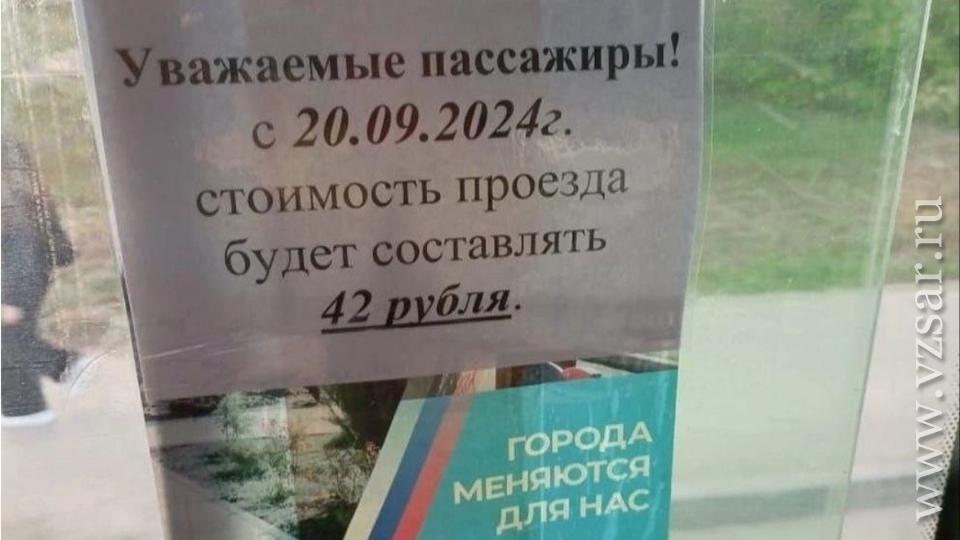 Уважаемые пассажиры!
с 20.09.2024г.
стоимость проезда
будет составлять
42 рубля.
ГОРОДА
МЕНЯЮТСЯ
ДЛЯ НАС
www.vzsar.ru